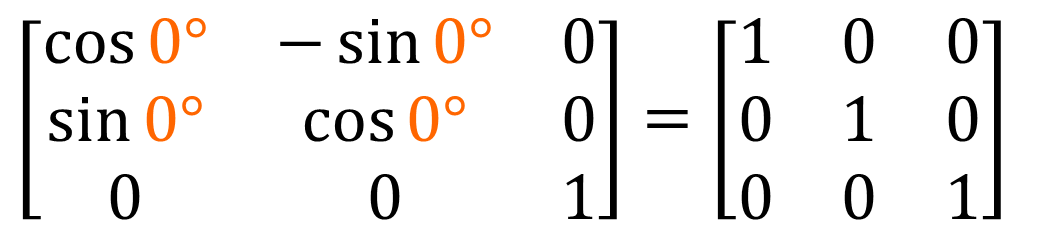 [cos 0° − sin 0° 0] [1 0 0]
[sin 0° cos 0° 0] = [0 1 0]
[0 0 1] [0 0 1]